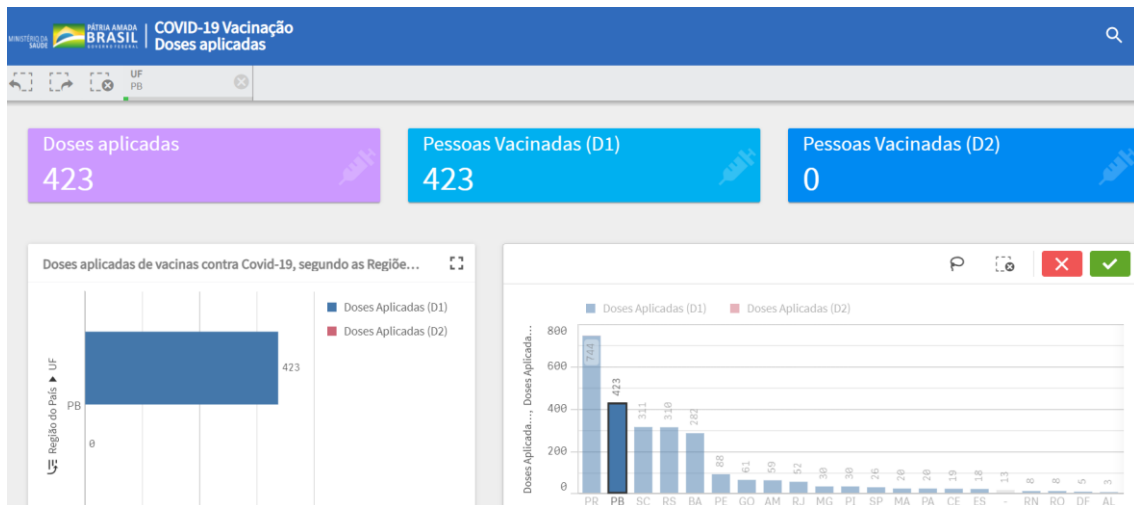 MINISTÉRIO DA
SAÚDE
PÁTRIA AMADA
BRASIL
GOVERNO FEDERAL
COVID-19 Vacinação
Doses aplicadas
UF
PB
Doses aplicadas
423
Pessoas Vacinadas (D1)
423
Pessoas Vacinadas (D2)
0
Doses aplicadas de vacinas contra Covid-19, segundo as Regiõe...
Doses Aplicadas (D1)
Doses Aplicadas (D2)
423
PB
0
Região do País ▸ UF
Doses Aplicadas (D1)
Doses Aplicadas (D2)
Doses Aplicada..., Doses Aplicada...
800
600
400
200
0
744
423
311
310
282
88
61
59
52
30
30
26
20
20
19
18
13
8
8
5
3
PR PB SC RS BA PE GO AM RJ MG PI SP MA PA CE ES - RN RO DF AL